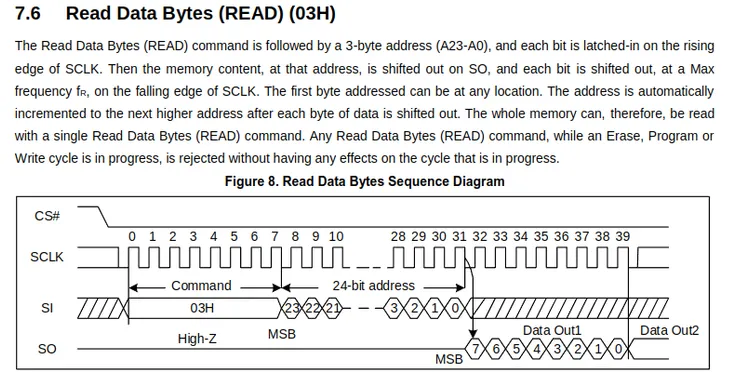 7.6 Read Data Bytes (READ) (03H)
The Read Data Bytes (READ) command is followed by a 3-byte address (A23-A0), and each bit is latched-in on the rising
edge of SCLK. Then the memory content, at that address, is shifted out on SO, and each bit is shifted out, at a Max
frequency fR, on the falling edge of SCLK. The first byte addressed can be at any location. The address is automatically
incremented to the next higher address after each byte of data is shifted out. The whole memory can, therefore, be read
with a single Read Data Bytes (READ) command. Any Read Data Bytes (READ) command, while an Erase, Program or
Write cycle is in progress, is rejected without having any effects on the cycle that is in progress.
Figure 8. Read Data Bytes Sequence Diagram
CS#
0 1 2 3 4 5 6 7 8 9 10 28 29 30 31 32 33 34 35 36 37 38 39
SCLK
Command 24-bit address
SI 03H 23 22 21 3 2 1 0
High-Z MSB Data Out1 Data Out2
SO 7 6 5 4 3 2 1 0
MSB